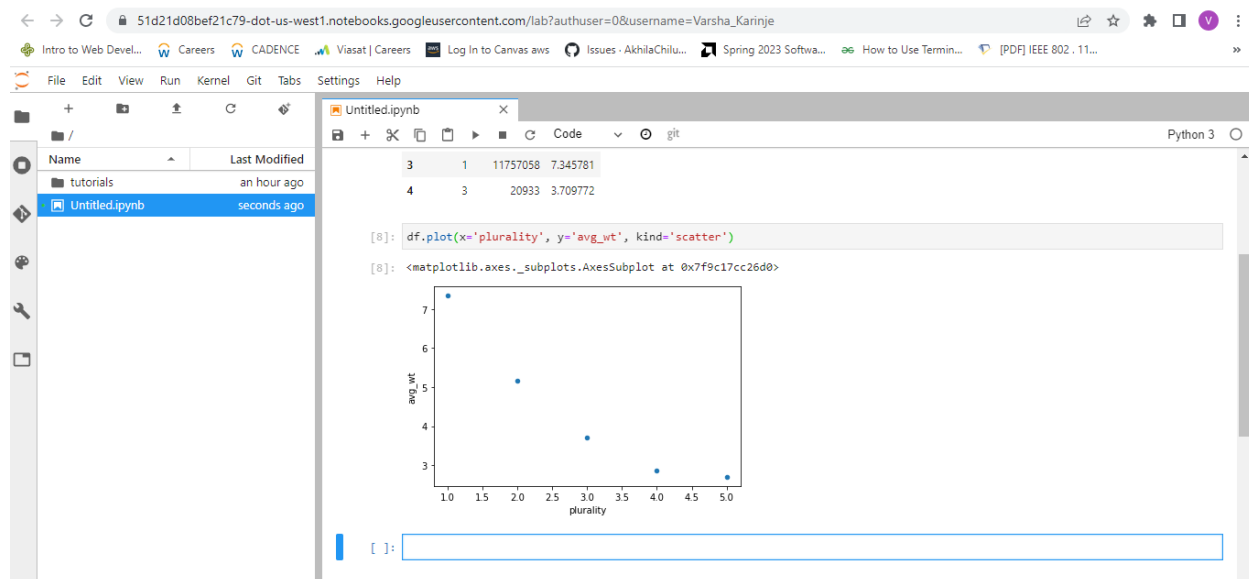 51d21d08bef21c79-dot-us-west1.notebooks.googleusercontent.com/lab?authuser=0&username=Varsha_Karinje
V
Intro to Web Devel... Careers CADENCE Viasat | Careers aws Log In to Canvas aws Issues · AkhilaChilu... Spring 2023 Softwa... How to Use Termin... [PDF] IEEE 802 . 11... »
File Edit View Run Kernel Git Tabs Settings Help
Untitled.ipynb
/
Code git Python 3
Name Last Modified
tutorials an hour ago
Untitled.ipynb seconds ago
3 1 11757058 7.345781
4 3 20933 3.709772
[8]: df.plot(x='plurality', y='avg_wt', kind='scatter')
[8]: <matplotlib.axes._subplots.AxesSubplot at 0x7f9c17cc26d0>
7
6
5
4
3
avg_wt
1.0 1.5 2.0 2.5 3.0 3.5 4.0 4.5 5.0
plurality
[ ]: